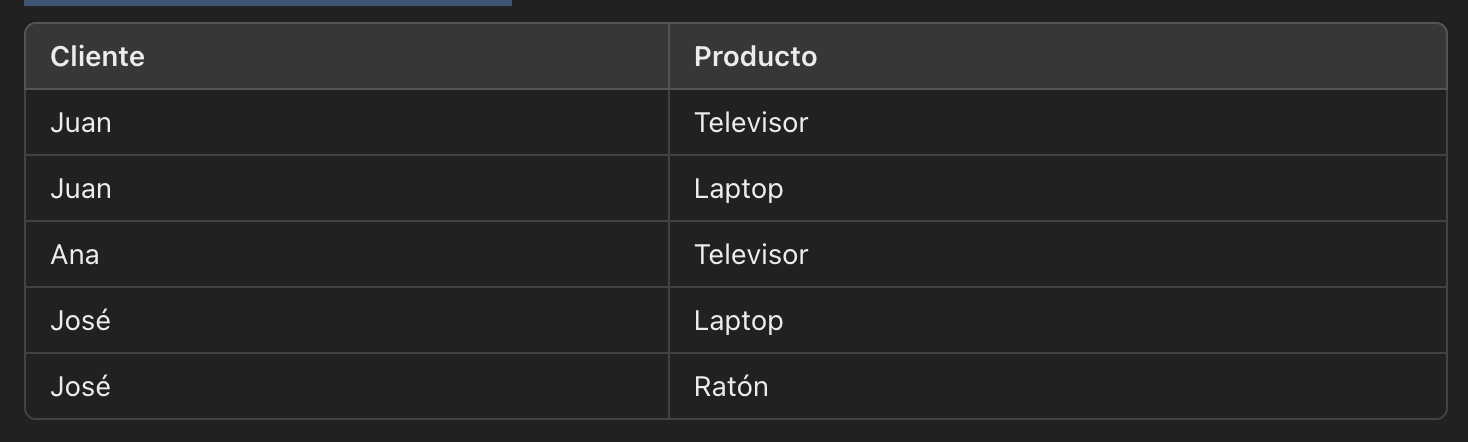 Cliente Producto
Juan Televisor
Juan Laptop
Ana Televisor
José Laptop
José Ratón